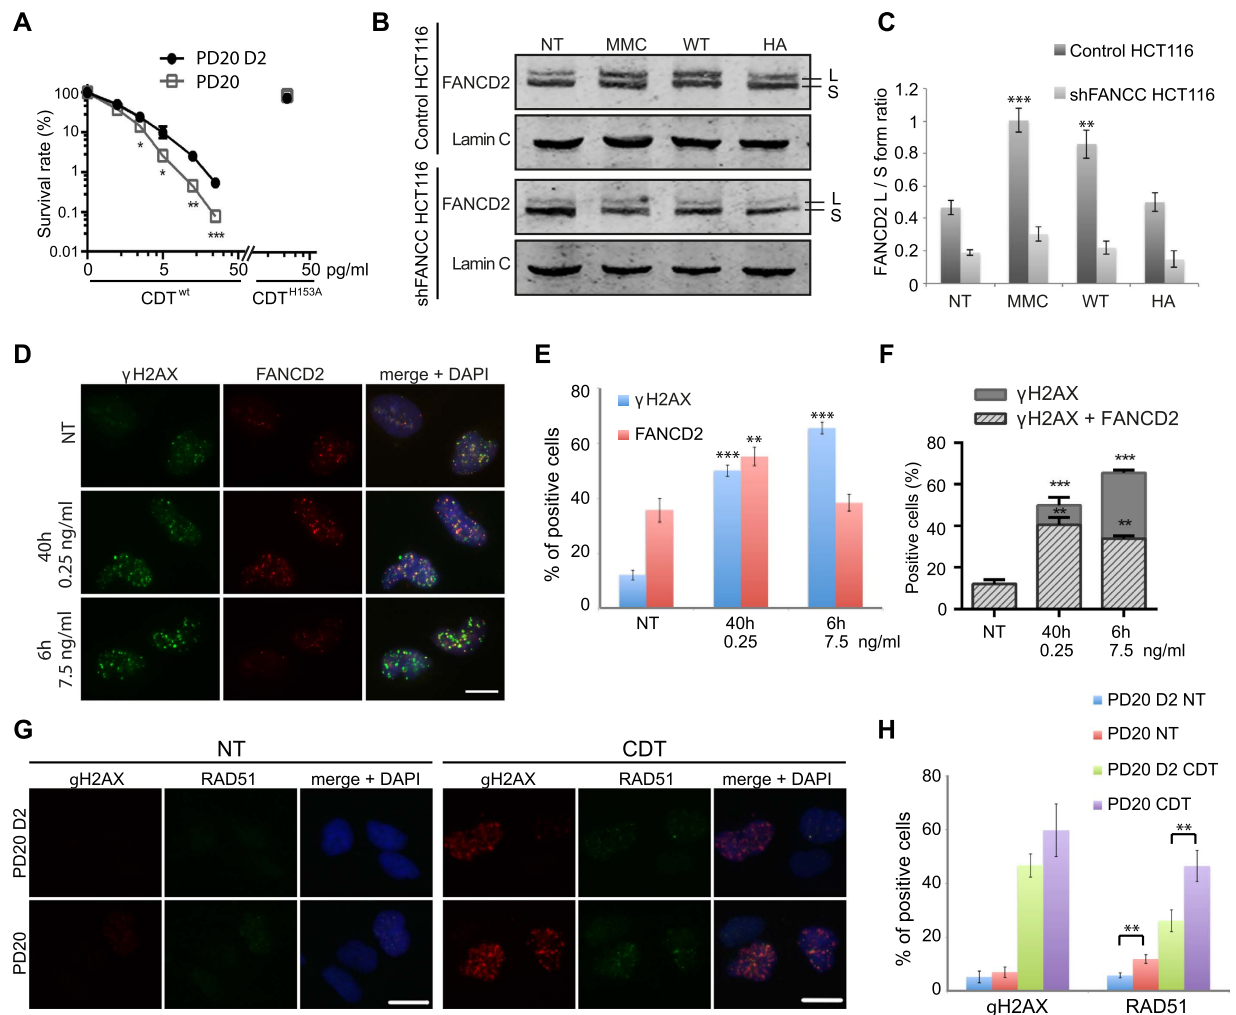 A
PD20 D2
PD20
Survival rate (%)
100
10
1
0.1
0.01
*
*
**
***
0
5
50
50
pg/ml
CDT wt
CDT H153A
B
Control HCT116
shFANCC HCT116
NT
MMC
WT
HA
FANCD2
L
S
Lamin C
FANCD2
L
S
Lamin C
C
Control HCT116
shFANCC HCT116
FANCD2 L / S form ratio
1.2
1
0.8
0.6
0.4
0.2
0
***
**
NT
MMC
WT
HA
D
γH2AX
FANCD2
merge + DAPI
NT
40h
0.25 ng/ml
6h
7.5 ng/ml
E
γH2AX
FANCD2
% of positive cells
80
60
40
20
0
***
**
***
NT
40h
0.25
6h
7.5
ng/ml
F
γH2AX
γH2AX + FANCD2
Positive cells (%)
80
60
40
20
0
***
**
***
**
NT
40h
0.25
6h
7.5
ng/ml
G
NT
CDT
gH2AX
RAD51
merge + DAPI
gH2AX
RAD51
merge + DAPI
PD20 D2
PD20
H
PD20 D2 NT
PD20 NT
PD20 D2 CDT
PD20 CDT
% of positive cells
80
60
40
20
0
**
**
gH2AX
RAD51